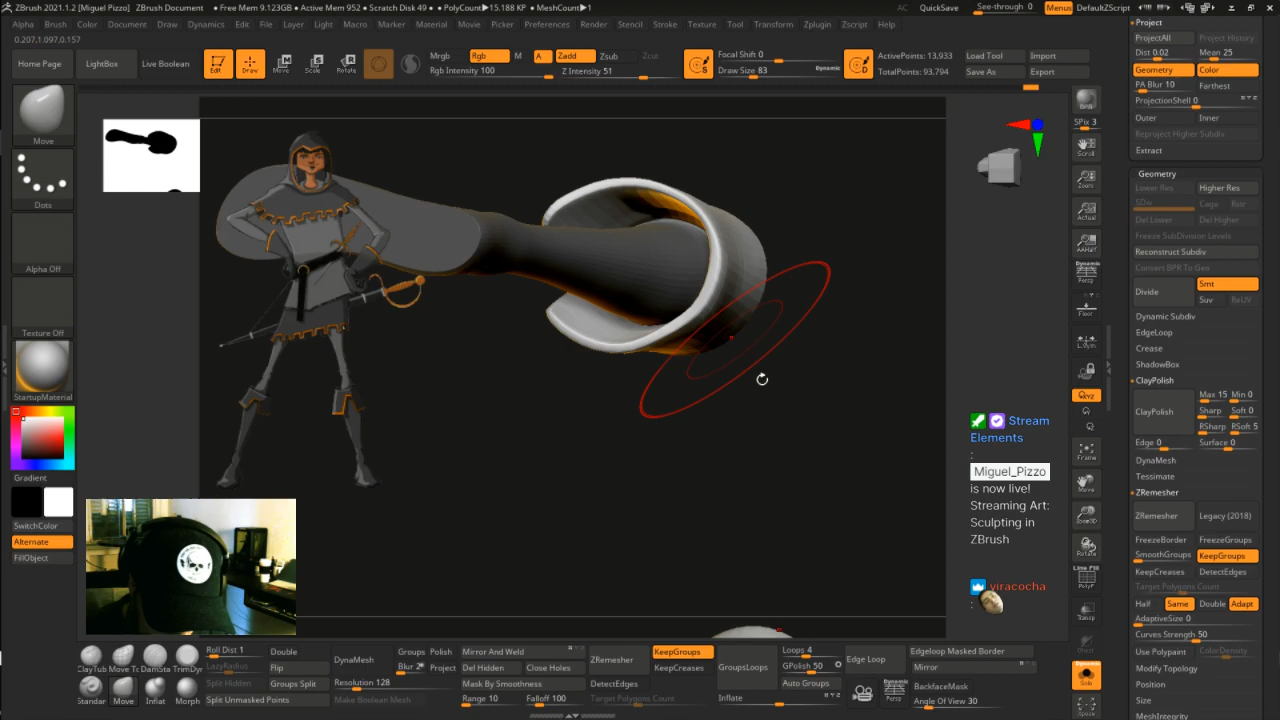 ZBrush 2021.1.2 [Miguel Pizzo]   ZBrush Document   • Free Mem 9.123GB • Active Mem 952 • Scratch Disk 49 • PolyCount▶15.188 KP • MeshCount▶1
AC   QuickSave   See-through 0   Menus   DefaultZScript
Alpha Brush Color Document Draw Dynamics Edit File Layer Light Macro Marker Material Movie Picker Preferences Render Stencil Stroke Texture Tool Transform Zplugin Zscript Help
0.207,1.097,0.157
Home Page LightBox Live Boolean Edit Draw Move Scale Rotate
Mrgb Rgb M A Zadd Zsub Zcut
Rgb Intensity 100 Z Intensity 51
Focal Shift 0
Draw Size 83 Dynamic
ActivePoints: 13,933
TotalPoints: 93,794
Load Tool Import
Save As Export
Move
Dots
Alpha Off
Texture Off
StartupMaterial
Gradient
SwitchColor
Alternate
FillObject
SPix 3
Scroll
Zoom
Actual
AAHalf
Dynamic
Persp
Floor
L.Sym
Frame
Move
Zoom3D
Rotate
Line Fill
PolyF
Transp
Dynamic
Solo
Stream
Elements
:
Miguel_Pizzo
is now live!
Streaming Art:
Sculpting in
ZBrush
viracocha
:
Project
ProjectAll Project History
Dist 0.02 Mean 25
Geometry Color
PA Blur 10 Farthest
ProjectionShell 0
Outer Inner
Reproject Higher Subdiv
Extract
Geometry
Lower Res Higher Res
SDiv Cage Rstr
Del Lower Del Higher
Freeze SubDivision Levels
Reconstruct Subdiv
Convert BPR To Geo
Divide Smt
Suv ReUV
Dynamic Subdiv
EdgeLoop
Crease
ShadowBox
ClayPolish
ClayPolish Max 15 Min 0
Sharp Soft 0
RSharp RSoft 5
Edge 0 Surface 0
DynaMesh
Tessimate
ZRemesher
ZRemesher Legacy (2018)
FreezeBorder FreezeGroups
SmoothGroups KeepGroups
KeepCreases DetectEdges
Target Polygons Count
Half Same Double Adapt
AdaptiveSize 0
Curves Strength 50
Use Polypaint ColorDensity
Modify Topology
Position
Size
MeshIntegrity
ClayTub Move To DamSta TrimDyr
Standar Move Inflat Morph
Roll Dist 1 Double
LazyRadius Flip
Split Hidden Groups Split
Split Unmasked Points
DynaMesh
Resolution 128
Groups Polish
Blur 2 Project
Make Boolean Mesh
Mirror And Weld
Del Hidden Close Holes
Mask By Smoothness
Range 10 Falloff 100
ZRemesher KeepGroups
KeepCreases
DetectEdges
Target Polygons Count
GroupsLoops Loops 4
GPolish 50
Auto Groups
Inflate
Edge Loop
Persp
Edgeloop Masked Border
Mirror
BackfaceMask
Angle Of View 30